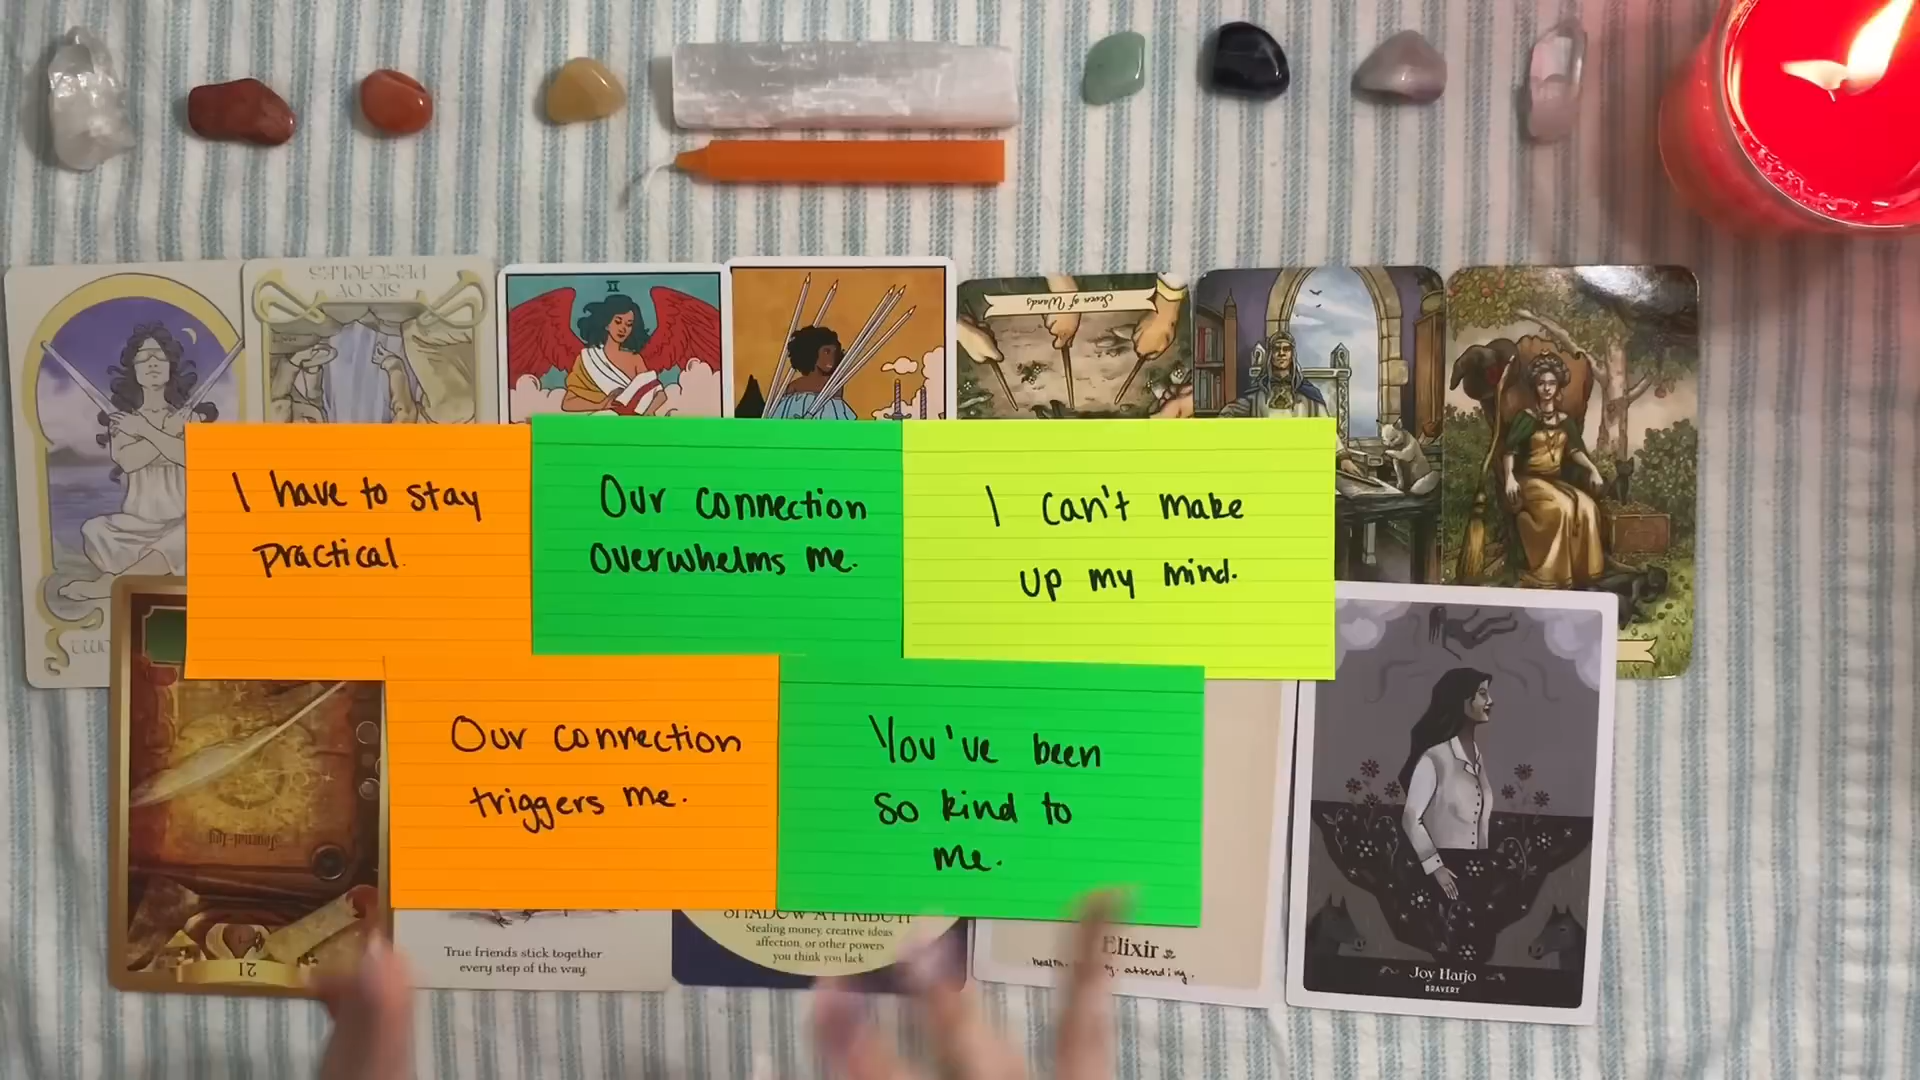 SIX OF
PENTACLES
II
Seven of Wands
I have to stay
practical.
Our connection
overwhelms me.
I can't make
up my mind.
Our connection
triggers me.
You've been
so kind to
me.
21
True friends stick together
every step of the way.
SHADOW ATTRIBUTE
Stealing money, creative ideas,
affection, or other powers
you think you lack
Elixir
health. attending.
Joy Harjo
BRAVERY